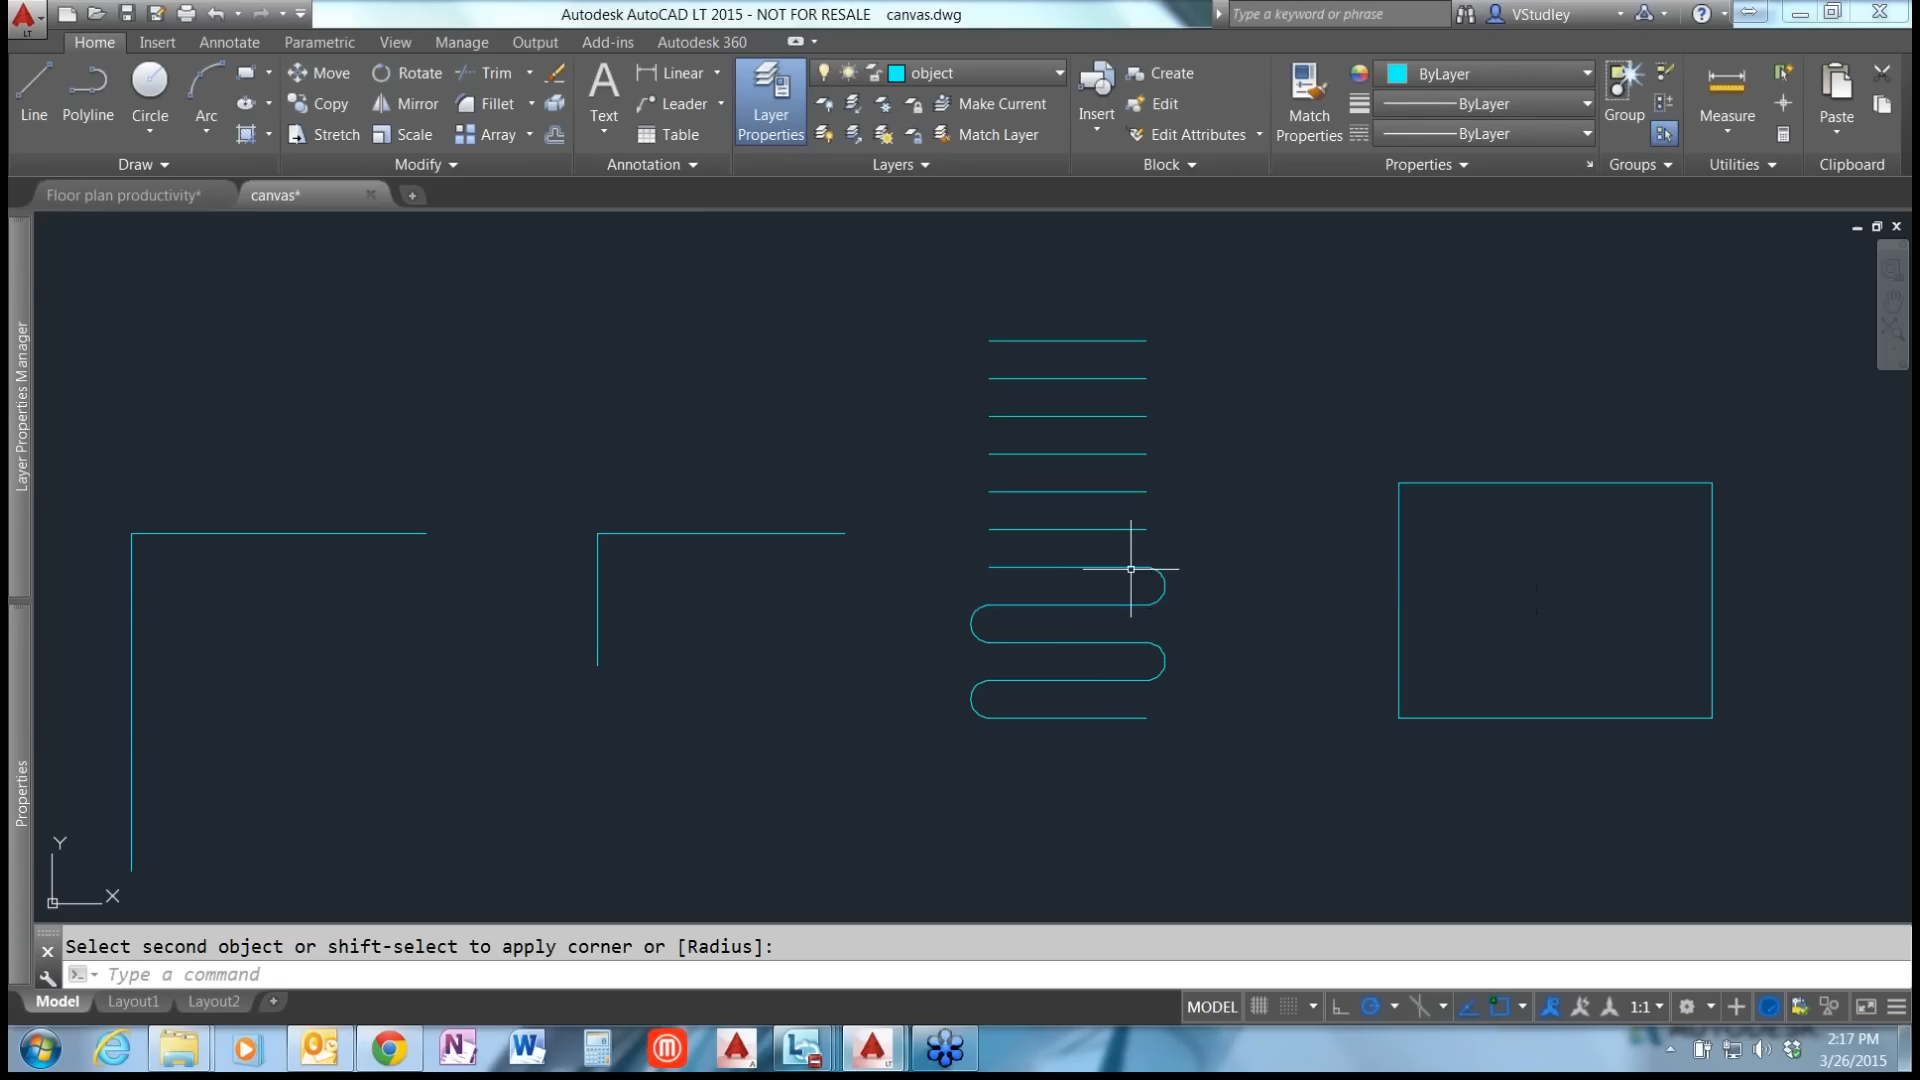 Autodesk AutoCAD LT 2015 - NOT FOR RESALE canvas.dwg
Type a keyword or phrase
VStudley
LT
Home Insert Annotate Parametric View Manage Output Add-ins Autodesk 360
Line Polyline Circle Arc
Draw
Move Rotate Trim
Copy Mirror Fillet
Stretch Scale Array
Modify
Text
Linear
Leader
Table
Annotation
Layer Properties
object
Make Current
Match Layer
Layers
Insert
Create
Edit
Edit Attributes
Block
Match Properties
ByLayer
ByLayer
ByLayer
Properties
Group
Groups
Measure
Utilities
Paste
Clipboard
Floor plan productivity* canvas*
Layer Properties Manager
Properties
Y
X
Select second object or shift-select to apply corner or [Radius]:
Type a command
Model Layout1 Layout2
MODEL 1:1
2:17 PM
3/26/2015